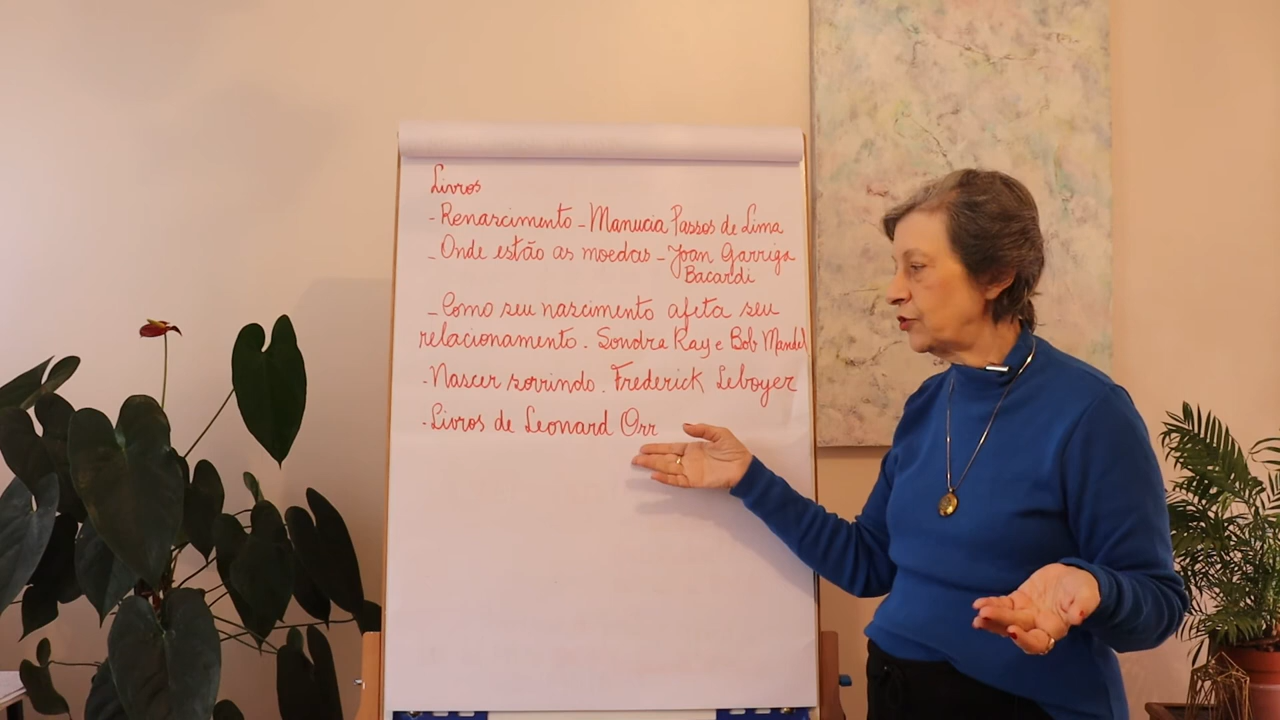 Livros
- Renascimento - Manucia Passos de Lima
- Onde estão as moedas - Joan Garriga
Bacardi
- Como seu nascimento afeta seu
relacionamento. Sondra Ray e Bob Mandel
. Nascer sorrindo. Frederick Leboyer
. Livros de Leonard Orr